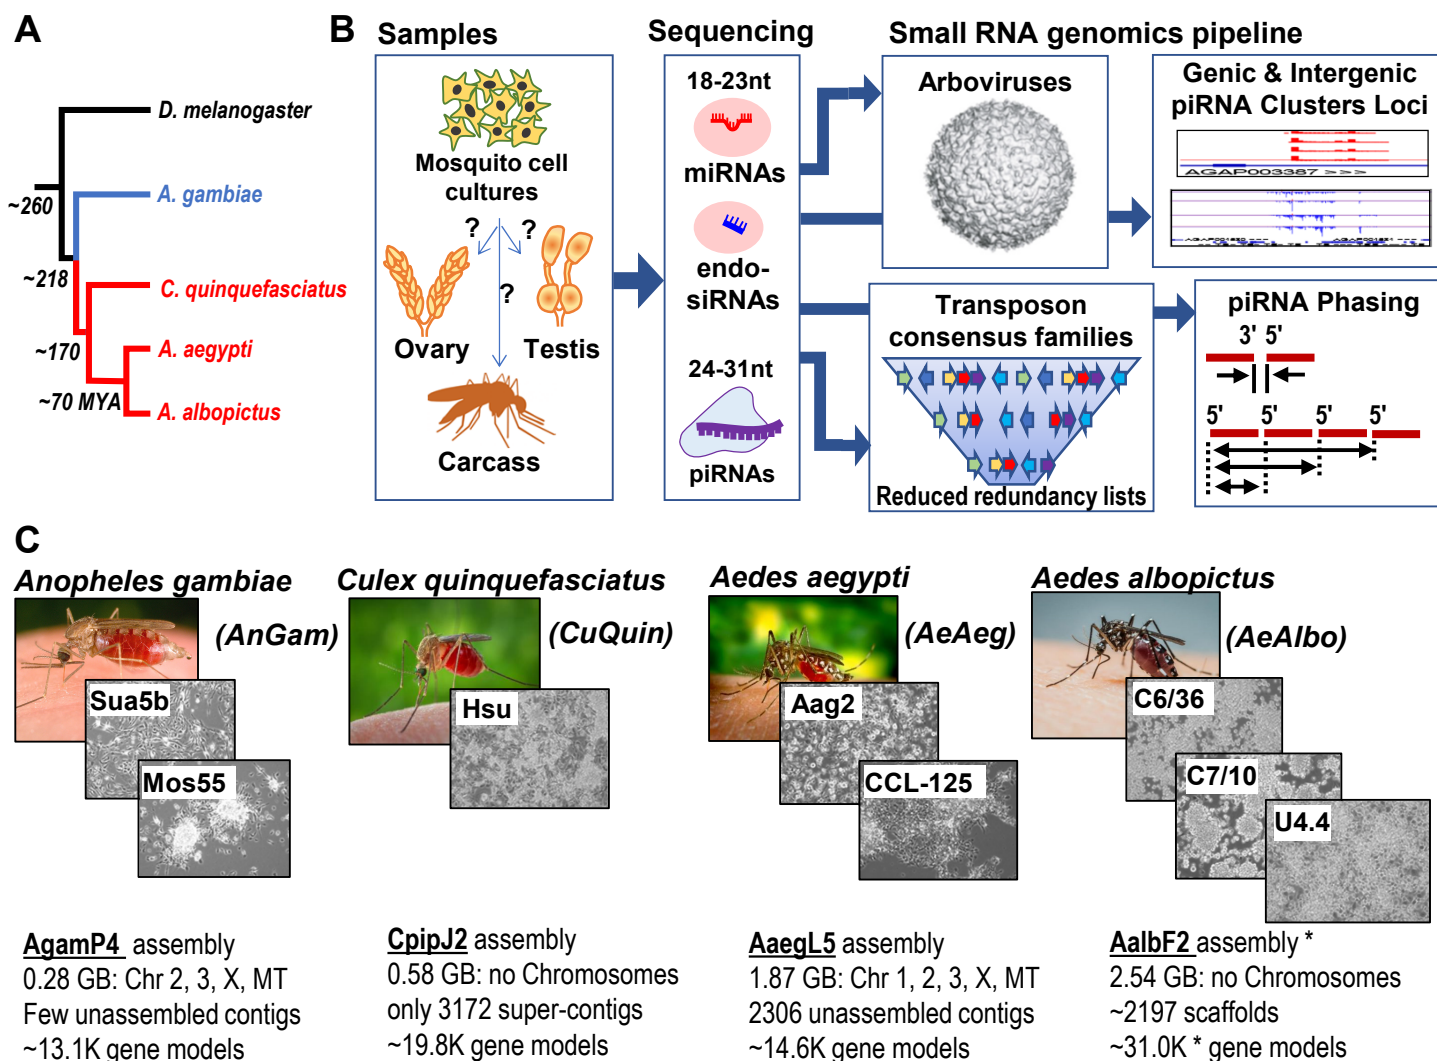 A
D. melanogaster
~260
A. gambiae
~218
C. quinquefasciatus
~170
A. aegypti
~70 MYA
A. albopictus
B
Samples
Mosquito cell
cultures
?
?
?
Ovary
Testis
Carcass
Sequencing
18-23nt
miRNAs
endo-
siRNAs
24-31nt
piRNAs
Small RNA genomics pipeline
Arboviruses
Genic & Intergenic
piRNA Clusters Loci
AGAP003387 >>>
Transposon
consensus families
Reduced redundancy lists
piRNA Phasing
3' 5'
5' 5' 5' 5'
C
Anopheles gambiae
(AnGam)
Sua5b
Mos55
AgamP4 assembly
0.28 GB: Chr 2, 3, X, MT
Few unassembled contigs
~13.1K gene models
Culex quinquefasciatus
(CuQuin)
Hsu
CpipJ2 assembly
0.58 GB: no Chromosomes
only 3172 super-contigs
~19.8K gene models
Aedes aegypti
(AeAeg)
Aag2
CCL-125
AaegL5 assembly
1.87 GB: Chr 1, 2, 3, X, MT
2306 unassembled contigs
~14.6K gene models
Aedes albopictus
(AeAlbo)
C6/36
C7/10
U4.4
AalbF2 assembly *
2.54 GB: no Chromosomes
~2197 scaffolds
~31.0K * gene models